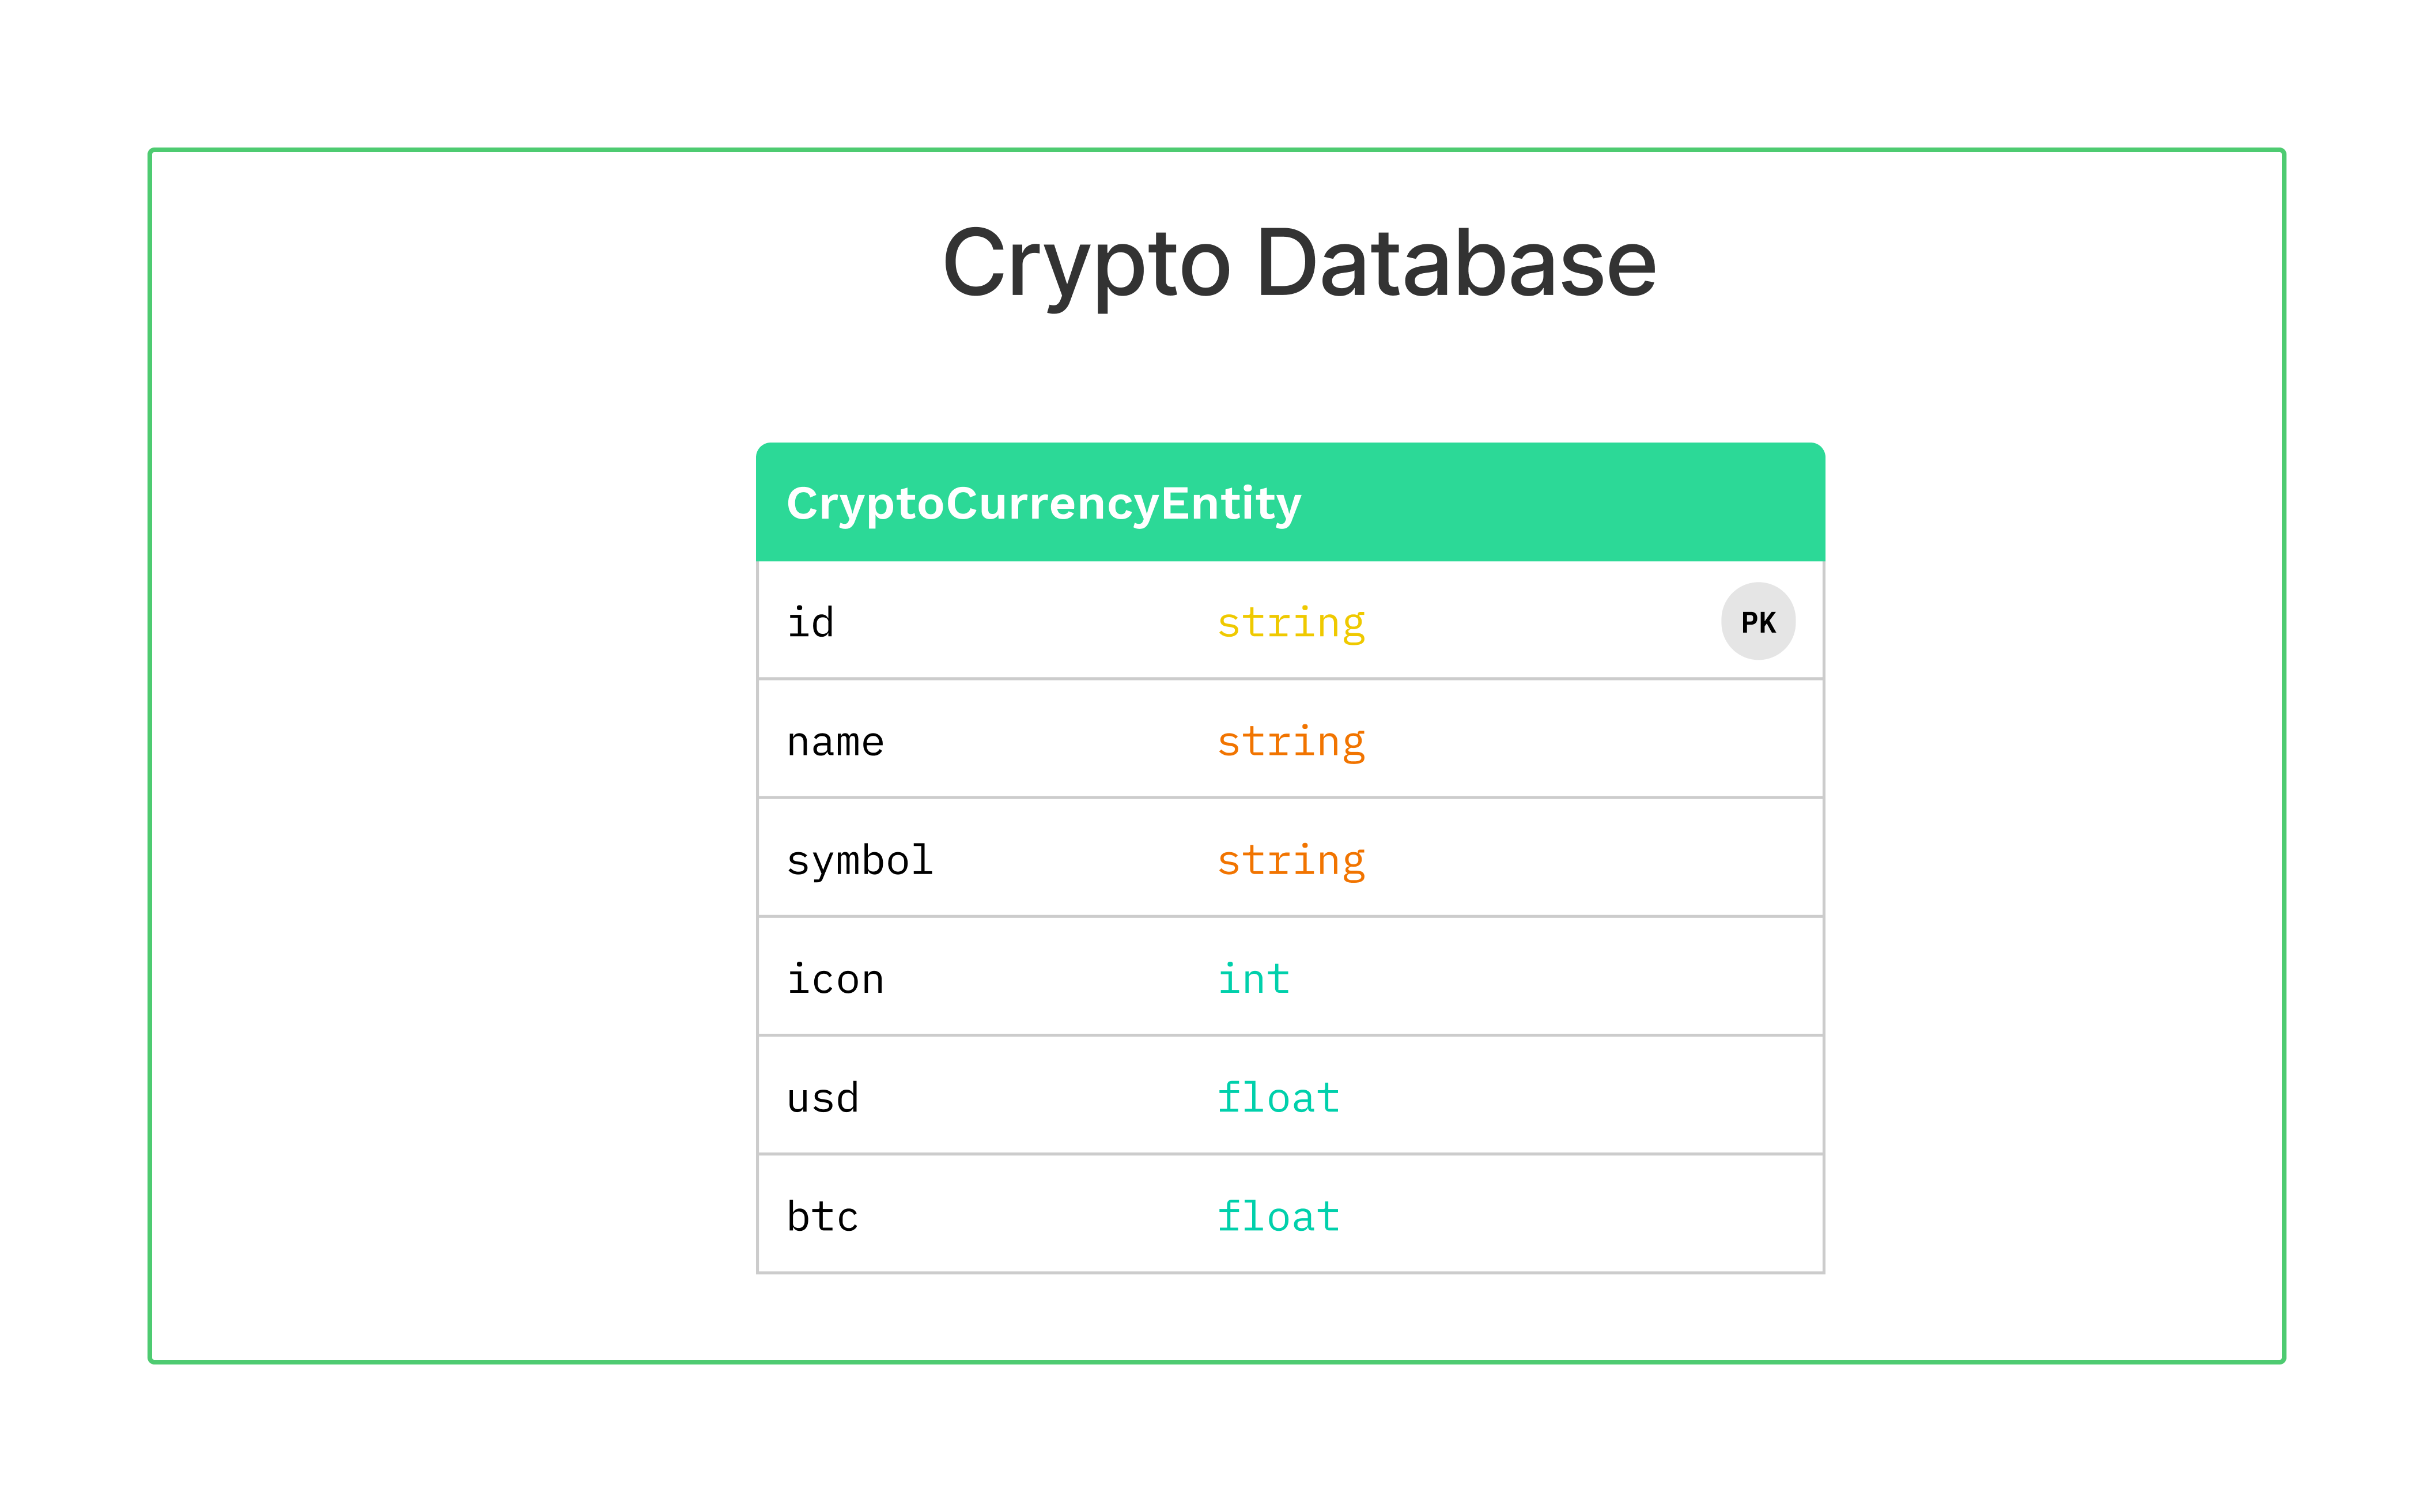 Crypto Database
CryptoCurrencyEntity
id string PK
name string
symbol string
icon int
usd float
btc float